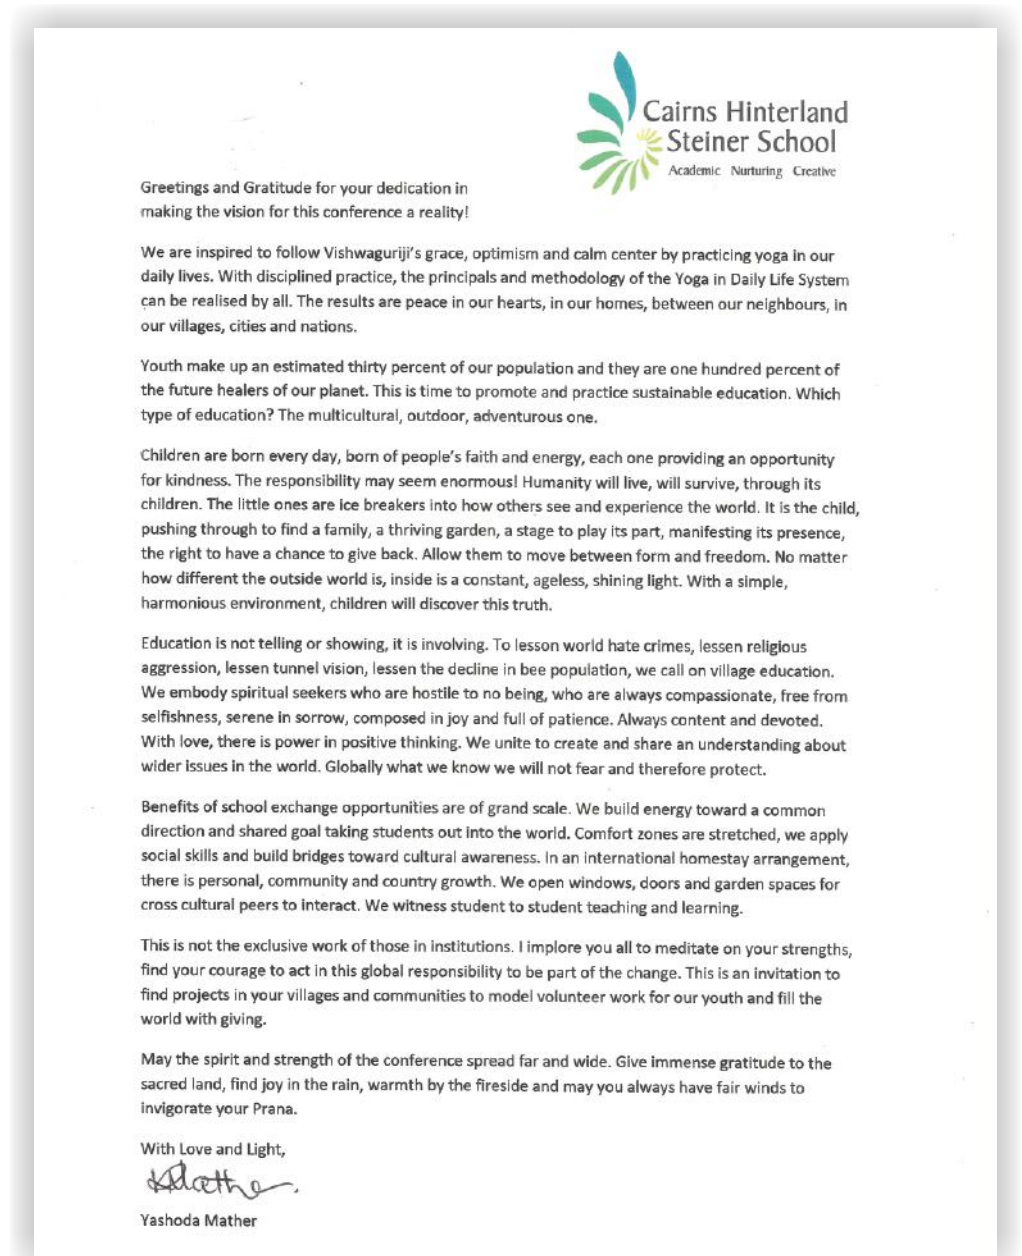 Cairns Hinterland
Steiner School
Academic Nurturing Creative
Greetings and Gratitude for your dedication in
making the vision for this conference a reality!
We are inspired to follow Vishwaguriji's grace, optimism and calm center by practicing yoga in our
daily lives. With disciplined practice, the principals and methodology of the Yoga in Daily Life System
can be realised by all. The results are peace in our hearts, in our homes, between our neighbours, in
our villages, cities and nations.
Youth make up an estimated thirty percent of our population and they are one hundred percent of
the future healers of our planet. This is time to promote and practice sustainable education. Which
type of education? The multicultural, outdoor, adventurous one.
Children are born every day, born of people's faith and energy, each one providing an opportunity
for kindness. The responsibility may seem enormous! Humanity will live, will survive, through its
children. The little ones are ice breakers into how others see and experience the world. It is the child,
pushing through to find a family, a thriving garden, a stage to play its part, manifesting its presence,
the right to have a chance to give back. Allow them to move between form and freedom. No matter
how different the outside world is, inside is a constant, ageless, shining light. With a simple,
harmonious environment, children will discover this truth.
Education is not telling or showing, it is involving. To lesson world hate crimes, lessen religious
aggression, lessen tunnel vision, lessen the decline in bee population, we call on village education.
We embody spiritual seekers who are hostile to no being, who are always compassionate, free from
selfishness, serene in sorrow, composed in joy and full of patience. Always content and devoted.
With love, there is power in positive thinking. We unite to create and share an understanding about
wider issues in the world. Globally what we know we will not fear and therefore protect.
Benefits of school exchange opportunities are of grand scale. We build energy toward a common
direction and shared goal taking students out into the world. Comfort zones are stretched, we apply
social skills and build bridges toward cultural awareness. In an international homestay arrangement,
there is personal, community and country growth. We open windows, doors and garden spaces for
cross cultural peers to interact. We witness student to student teaching and learning.
This is not the exclusive work of those in institutions. I implore you all to meditate on your strengths,
find your courage to act in this global responsibility to be part of the change. This is an invitation to
find projects in your villages and communities to model volunteer work for our youth and fill the
world with giving.
May the spirit and strength of the conference spread far and wide. Give immense gratitude to the
sacred land, find joy in the rain, warmth by the fireside and may you always have fair winds to
invigorate your Prana.
With Love and Light,
Yashoda Mather